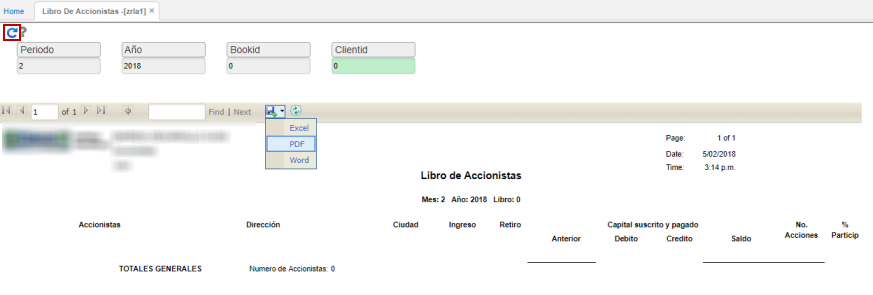 Home Libro De Accionistas -[zrla1] ×
?
Periodo Año Bookid Clientid
2 2018 0 0
1 of 1 Find | Next
Excel
PDF
Word
Page: 1 of 1
Date: 5/02/2018
Time: 3:14 p.m.
Libro de Accionistas
Mes: 2 Año: 2018 Libro: 0
Accionistas Dirección Ciudad Ingreso Retiro Capital suscrito y pagado No. %
Anterior Debito Credito Saldo Acciones Particip
TOTALES GENERALES Numero de Accionistas: 0